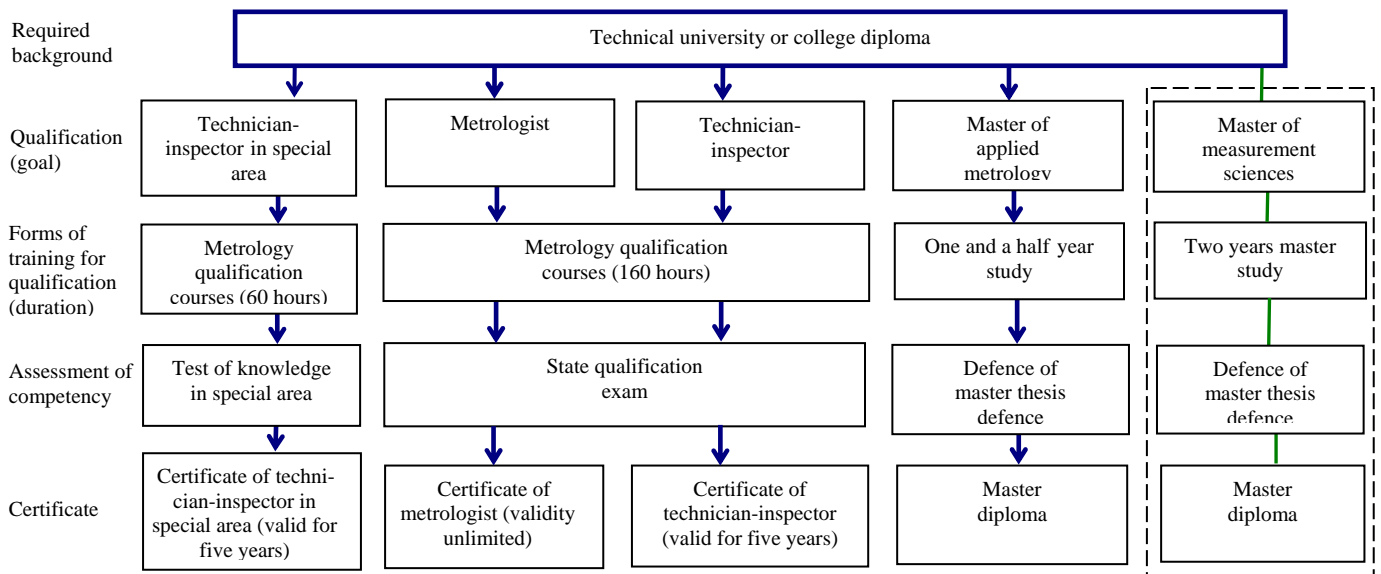 Required
background
Technical university or college diploma
Qualification
(goal)
Technician-
inspector in special
area
Metrologist
Technician-
inspector
Master of
applied
metrology
Master of
measurement
sciences
Forms of
training for
qualification
(duration)
Metrology
qualification
courses (60 hours)
Metrology qualification
courses (160 hours)
One and a half year
study
Two years master
study
Assessment of
competency
Test of knowledge
in special area
State qualification
exam
Defence of
master thesis
defence
Defence of
master thesis
defence
Certificate
Certificate of techni-
cian-inspector in
special area (valid for
five years)
Certificate of
metrologist (validity
unlimited)
Certificate of
technician-inspector
(valid for five years)
Master
diploma
Master
diploma